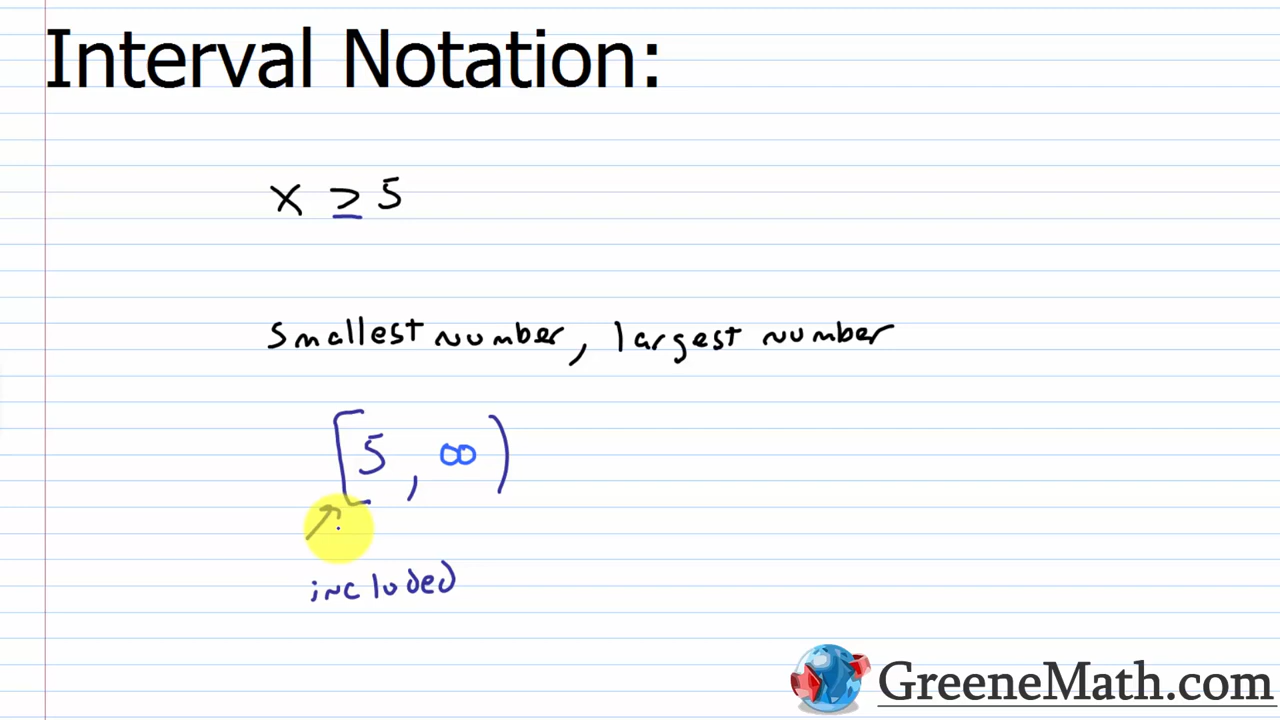 Interval Notation:
x ≥ 5
smallest number, largest number
[5, ∞)
included
GreeneMath.com